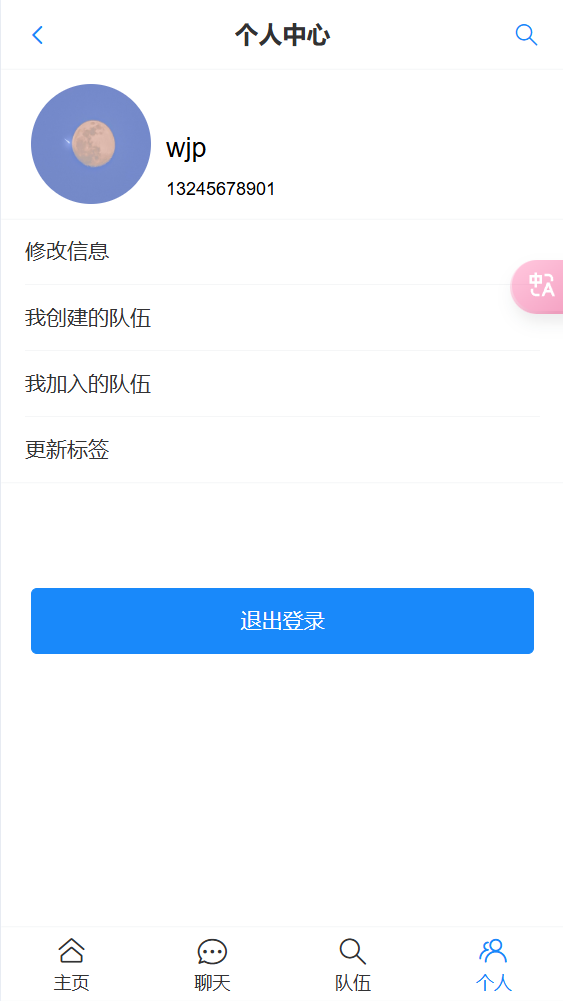 个人中心
wjp
13245678901
修改信息
中A
我创建的队伍
我加入的队伍
更新标签
退出登录
主页
聊天
队伍
个人